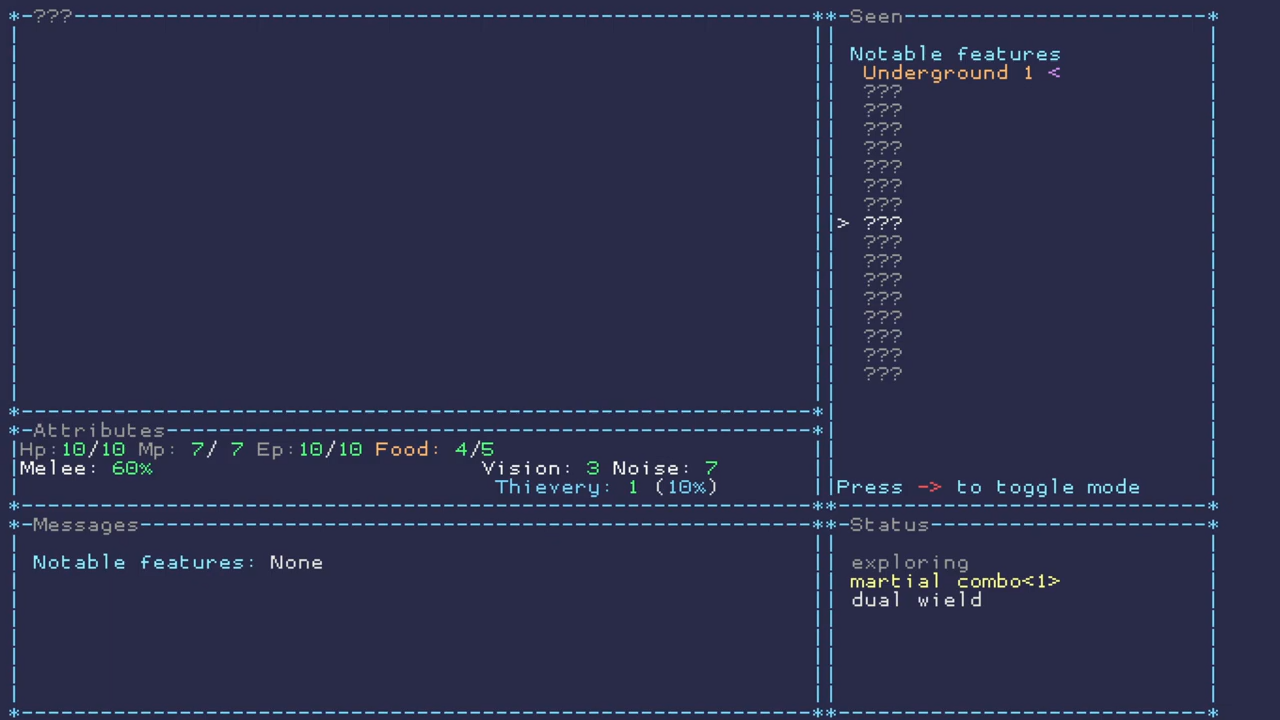 ???
Seen
Notable features
Underground 1 <
???
???
???
???
???
???
???
> ???
???
???
???
???
???
???
???
???
Press -> to toggle mode
Attributes
Hp:10/10 Mp: 7/ 7 Ep:10/10 Food: 4/5
Melee: 60% Vision: 3 Noise: 7
Thievery: 1 (10%)
Messages
Notable features: None
Status
exploring
martial combo<1>
dual wield